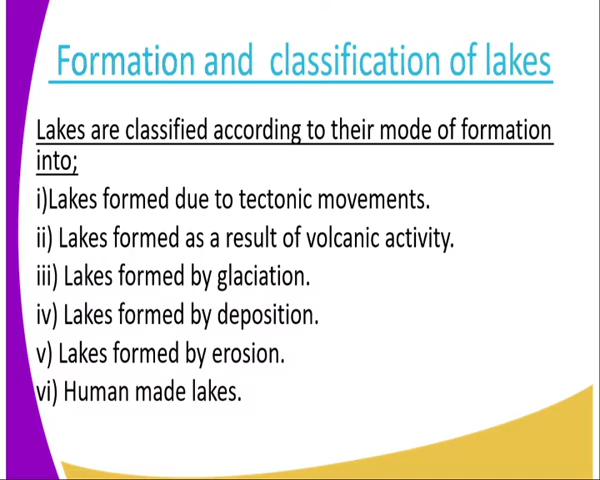 Formation and classification of lakes
Lakes are classified according to their mode of formation
into;
i)Lakes formed due to tectonic movements.
ii) Lakes formed as a result of volcanic activity.
iii) Lakes formed by glaciation.
iv) Lakes formed by deposition.
v) Lakes formed by erosion.
vi) Human made lakes.